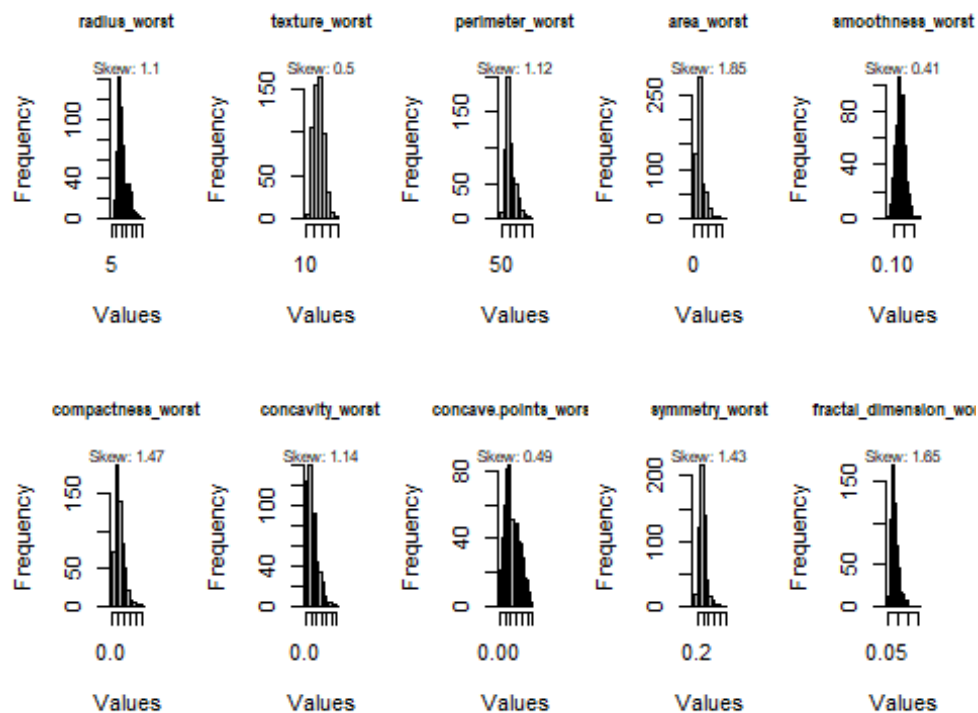 radius_worst texture_worst perimeter_worst area_worst smoothness_worst
Skew: 1.1 Skew: 0.5 Skew: 1.12 Skew: 1.85 Skew: 0.41
Frequency Frequency Frequency Frequency Frequency
0 40 100 0 50 150 0 50 150 0 100 250 0 40 80
5 10 50 0 0.10
Values Values Values Values Values
compactness_worst concavity_worst concave.points_wors symmetry_worst fractal_dimension_wo
Skew: 1.47 Skew: 1.14 Skew: 0.49 Skew: 1.43 Skew: 1.65
Frequency Frequency Frequency Frequency Frequency
0 50 150 0 40 100 0 40 80 0 100 200 0 50 150
0.0 0.0 0.00 0.2 0.05
Values Values Values Values Values